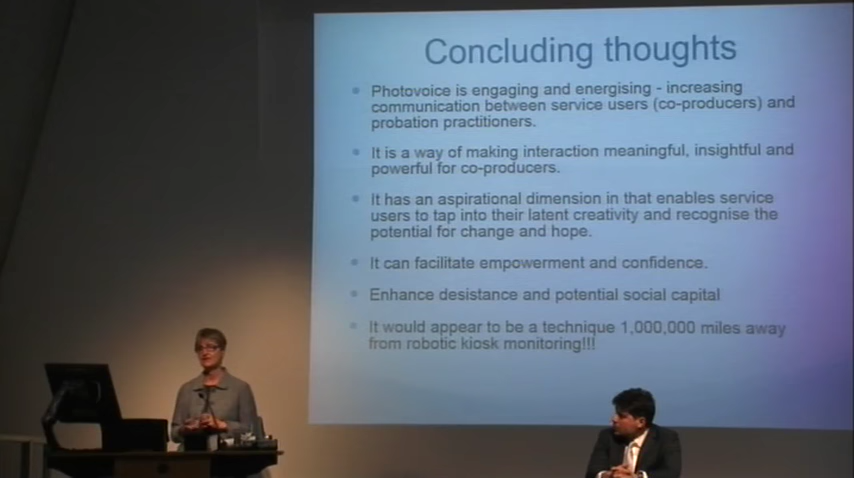 Concluding thoughts
Photovoice is engaging and energising - increasing
communication between service users (co-producers) and
probation practitioners.
It is a way of making interaction meaningful, insightful and
powerful for co-producers.
It has an aspirational dimension in that enables service
users to tap into their latent creativity and recognise the
potential for change and hope.
It can facilitate empowerment and confidence.
Enhance desistance and potential social capital
It would appear to be a technique 1,000,000 miles away
from robotic kiosk monitoring!!!